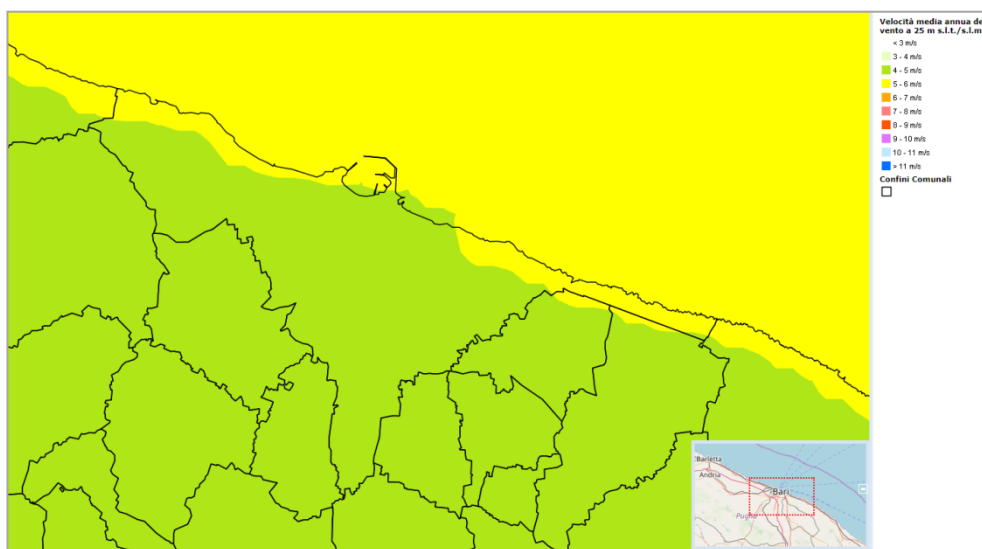 Velocità media annua de
vento a 25 m s.l.t./s.l.m
< 3 m/s
3 - 4 m/s
4 - 5 m/s
5 - 6 m/s
6 - 7 m/s
7 - 8 m/s
8 - 9 m/s
9 - 10 m/s
10 - 11 m/s
> 11 m/s
Confini Comunali
Barletta
Andria
Bari
Puglia